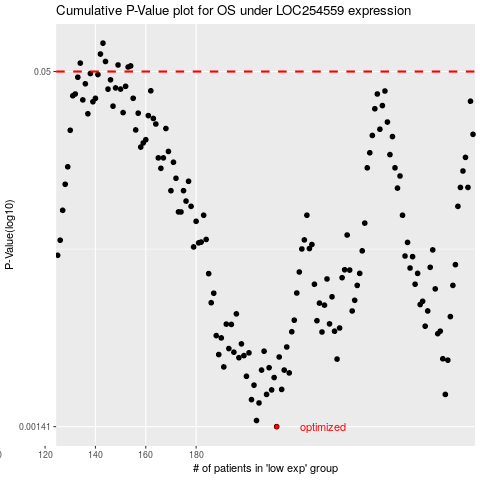 Cumulative P-Value plot for OS under LOC254559 expression
0.05
P-Value(log10)
0.00141
optimized
0 120 140 160 180
# of patients in 'low exp' group